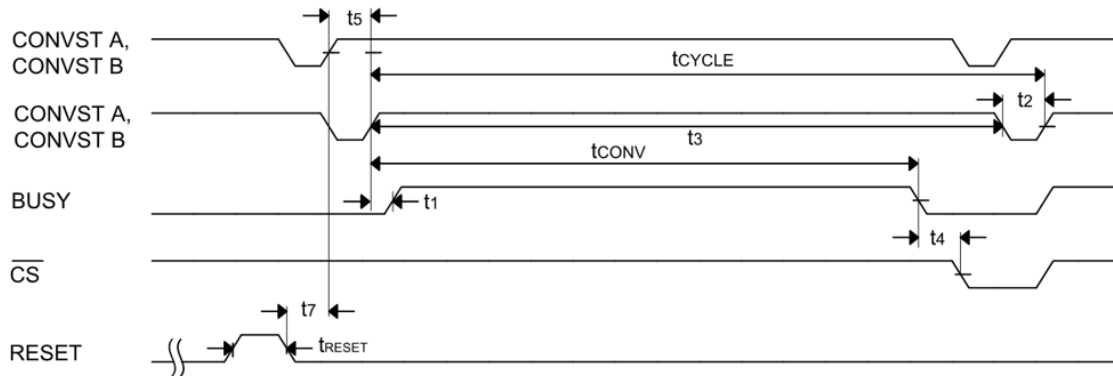 CONVST A,
CONVST B
t5
tCYCLE
CONVST A,
CONVST B
t2
t3
tCONV
BUSY
t1
t4
CS
t7
RESET
tRESET